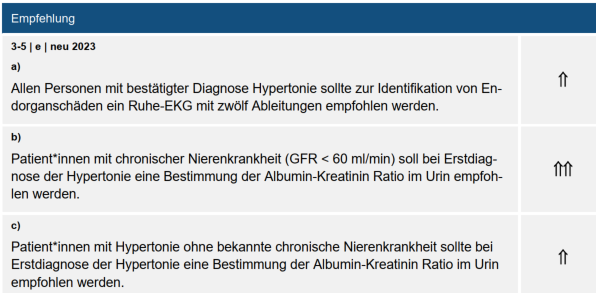 Empfehlung
3-5 | e | neu 2023
a)
Allen Personen mit bestätigter Diagnose Hypertonie sollte zur Identifikation von En-
dorganschäden ein Ruhe-EKG mit zwölf Ableitungen empfohlen werden.
⇑
b)
Patient*innen mit chronischer Nierenkrankheit (GFR < 60 ml/min) soll bei Erstdiag-
nose der Hypertonie eine Bestimmung der Albumin-Kreatinin Ratio im Urin empfoh-
len werden.
⇑⇑
c)
Patient*innen mit Hypertonie ohne bekannte chronische Nierenkrankheit sollte bei
Erstdiagnose der Hypertonie eine Bestimmung der Albumin-Kreatinin Ratio im Urin
empfohlen werden.
⇑